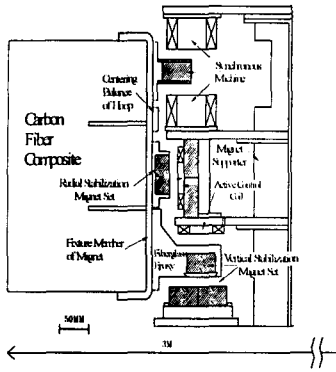 Synchronous
Machine
Centering
Balance
of Hoop
Carbon
Fiber
Composite
Magnet
Supporter
Radial Stabilization
Magnet Set
Active Control
Coil
Fixture Member
of Magnet
Fiberglass
Epoxy
Vertical Stabilization
Magnet Set
50MM
3M